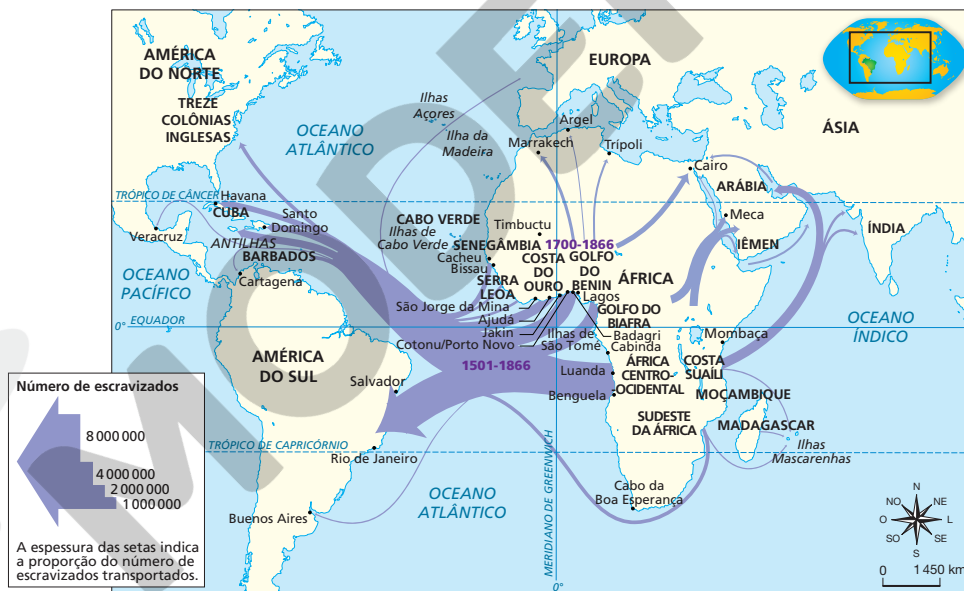 AMÉRICA
DO NORTE
TREZE
COLÔNIAS
INGLESAS
OCEANO
ATLÂNTICO
Ilhas
Açores
Ilha da
Madeira
EUROPA
ÁSIA
Argel
Marrakech
Trípoli
Cairo
ARÁBIA
Meca
IÊMEN
ÍNDIA
TRÓPICO DE CÂNCER
Havana
CUBA
Santo
Domingo
Veracruz
ANTILHAS
BARBADOS
Cartagena
OCEANO
PACÍFICO
CABO VERDE
Ilhas de
Cabo Verde
Timbuctu
SENEGÂMBIA
Cacheu
Bissau
SERRA
LEOA
COSTA
DO
OURO
1700-1866
GOLFO
DO
BENIN
ÁFRICA
São Jorge da Mina
Ajudá
Jakin
Cotonu/Porto Novo
Lagos
GOLFO DO
BIAFRA
Badagri
Ilhas de
São Tomé
Cabinda
0°
EQUADOR
OCEANO
ÍNDICO
Mombaça
COSTA
SUAÍLI
1501-1866
AMÉRICA
DO SUL
Salvador
Luanda
Benguela
ÁFRICA
CENTRO-
-OCIDENTAL
MOÇAMBIQUE
SUDESTE
DA ÁFRICA
MADAGASCAR
Ilhas
Mascarenhas
TRÓPICO DE CAPRICÓRNIO
Rio de Janeiro
Buenos Aires
OCEANO
ATLÂNTICO
MERIDIANO DE GREENWICH
0°
Cabo da
Boa Esperança
Número de escravizados
8 000 000
4 000 000
2 000 000
1 000 000
A espessura das setas indica
a proporção do número de
escravizados transportados.
N
NO
NE
O
L
SO
SE
S
0 1 450 km